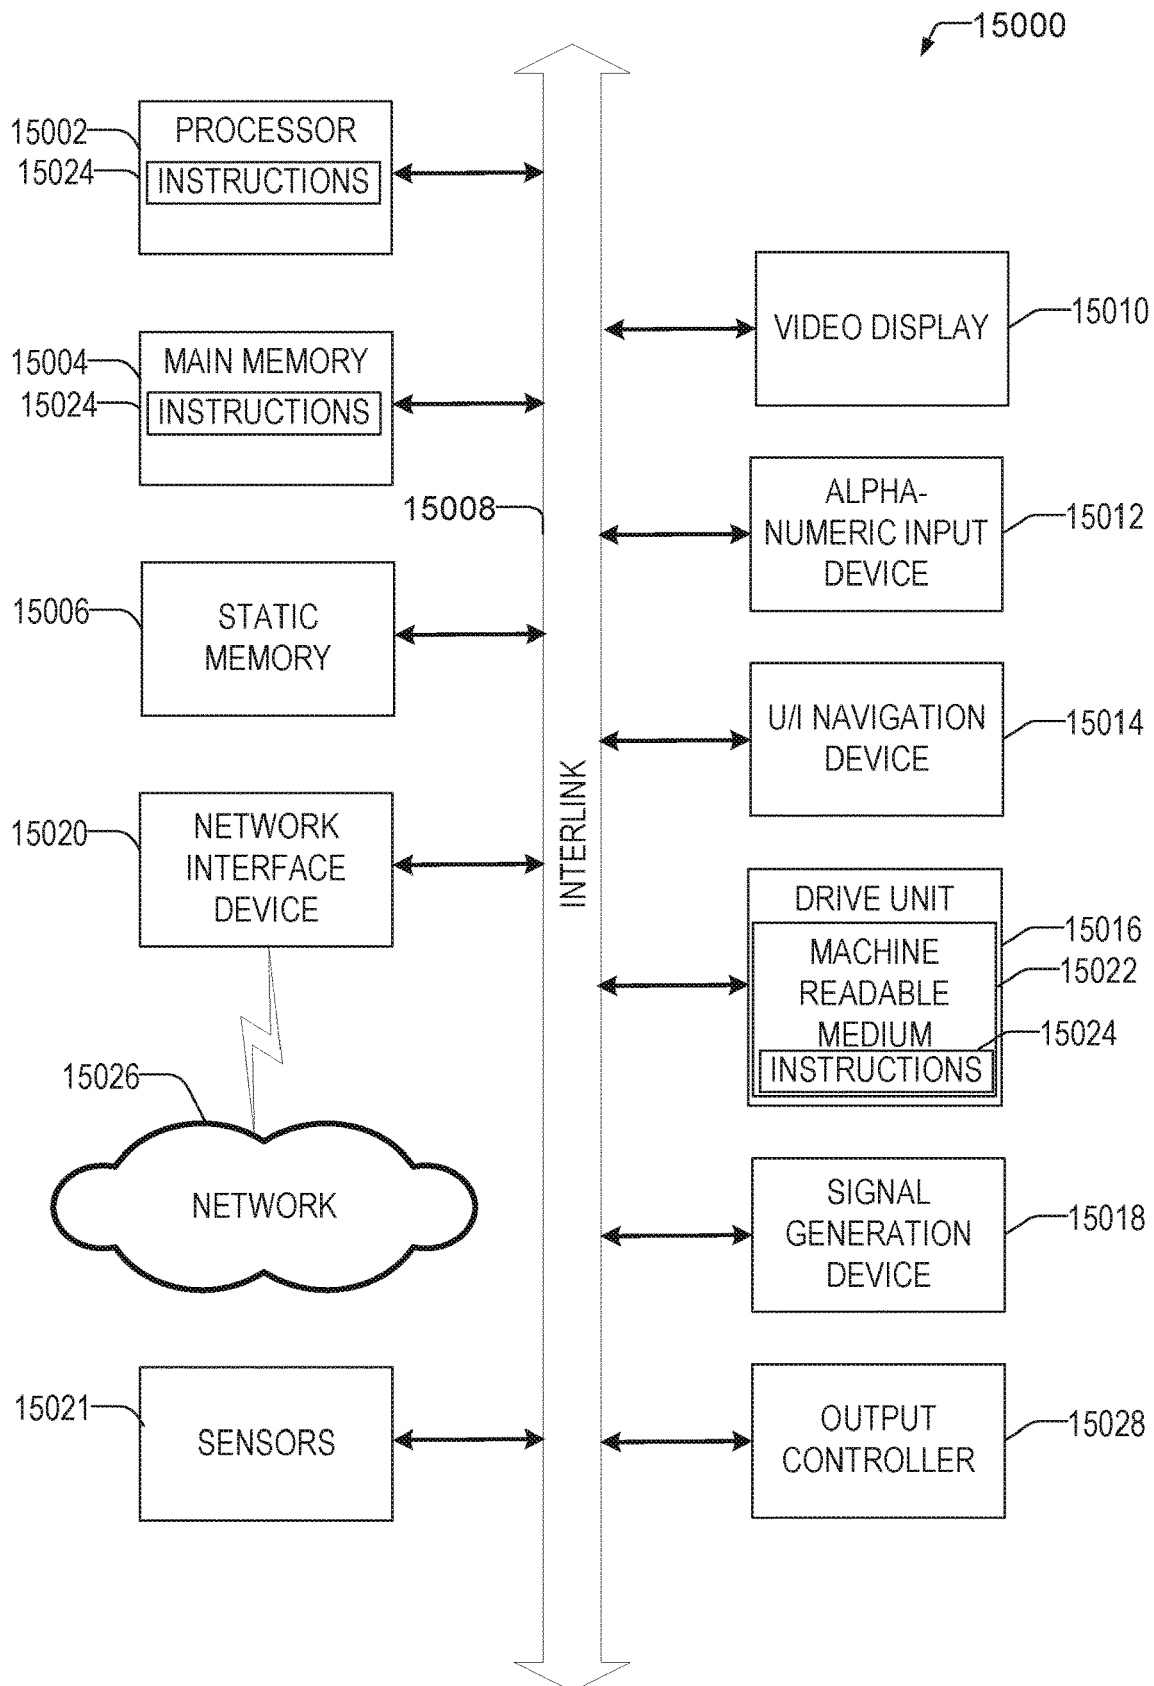 15000
15002
PROCESSOR
15024
INSTRUCTIONS
15004
MAIN MEMORY
15024
INSTRUCTIONS
15008
15006
STATIC
MEMORY
15020
NETWORK
INTERFACE
DEVICE
15026
NETWORK
15021
SENSORS
INTERLINK
VIDEO DISPLAY
15010
ALPHA-
NUMERIC INPUT
DEVICE
15012
U/I NAVIGATION
DEVICE
15014
DRIVE UNIT
15016
MACHINE
READABLE
MEDIUM
15022
15024
INSTRUCTIONS
SIGNAL
GENERATION
DEVICE
15018
OUTPUT
CONTROLLER
15028